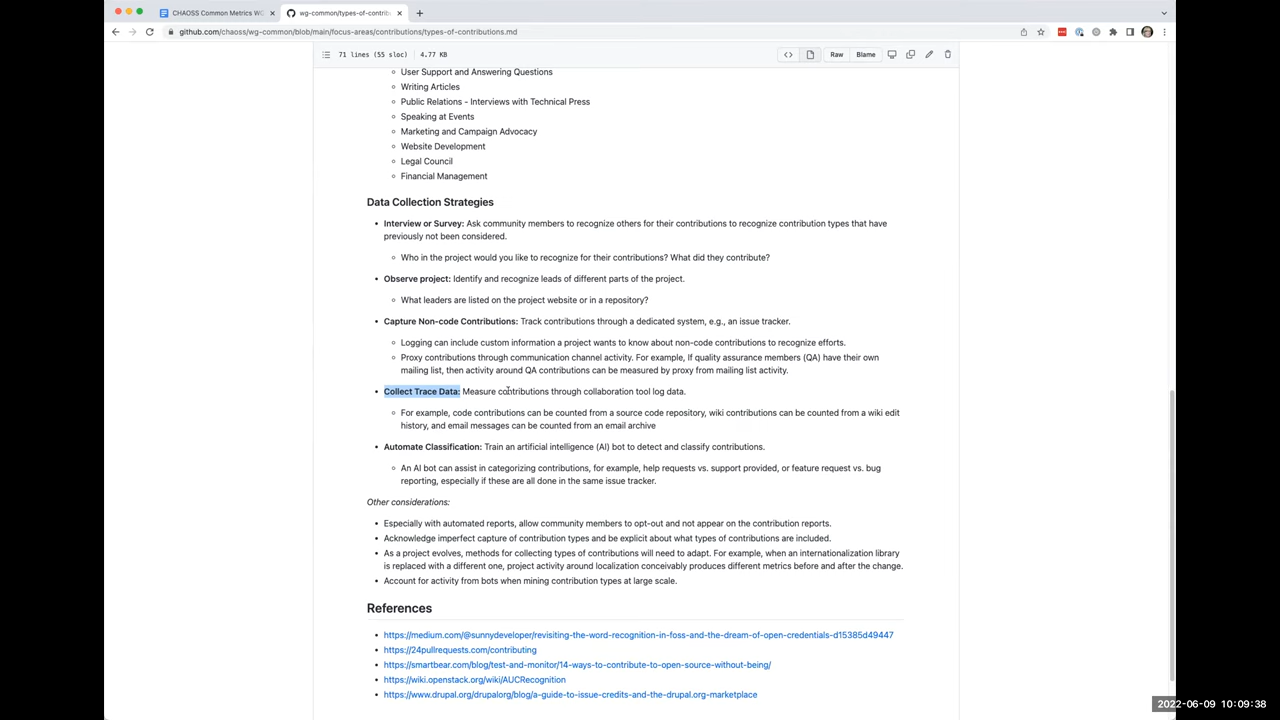 CHAOSS Common Metrics WG
wg-common/types-of-contrib
github.com/chaoss/wg-common/blob/main/focus-areas/contributions/types-of-contributions.md
71 lines (55 sloc) 4.77 KB
Raw
Blame
User Support and Answering Questions
Writing Articles
Public Relations - Interviews with Technical Press
Speaking at Events
Marketing and Campaign Advocacy
Website Development
Legal Council
Financial Management
Data Collection Strategies
Interview or Survey: Ask community members to recognize others for their contributions to recognize contribution types that have
previously not been considered.
Who in the project would you like to recognize for their contributions? What did they contribute?
Observe project: Identify and recognize leads of different parts of the project.
What leaders are listed on the project website or in a repository?
Capture Non-code Contributions: Track contributions through a dedicated system, e.g., an issue tracker.
Logging can include custom information a project wants to know about non-code contributions to recognize efforts.
Proxy contributions through communication channel activity. For example, If quality assurance members (QA) have their own
mailing list, then activity around QA contributions can be measured by proxy from mailing list activity.
Collect Trace Data: Measure contributions through collaboration tool log data.
For example, code contributions can be counted from a source code repository, wiki contributions can be counted from a wiki edit
history, and email messages can be counted from an email archive
Automate Classification: Train an artificial intelligence (AI) bot to detect and classify contributions.
An AI bot can assist in categorizing contributions, for example, help requests vs. support provided, or feature request vs. bug
reporting, especially if these are all done in the same issue tracker.
Other considerations:
Especially with automated reports, allow community members to opt-out and not appear on the contribution reports.
Acknowledge imperfect capture of contribution types and be explicit about what types of contributions are included.
As a project evolves, methods for collecting types of contributions will need to adapt. For example, when an internationalization library
is replaced with a different one, project activity around localization conceivably produces different metrics before and after the change.
Account for activity from bots when mining contribution types at large scale.
References
https://medium.com/@sunnydeveloper/revisiting-the-word-recognition-in-foss-and-the-dream-of-open-credentials-d15385d49447
https://24pullrequests.com/contributing
https://smartbear.com/blog/test-and-monitor/14-ways-to-contribute-to-open-source-without-being/
https://wiki.openstack.org/wiki/AUCRecognition
https://www.drupal.org/drupalorg/blog/a-guide-to-issue-credits-and-the-drupal.org-marketplace
2022-06-09 10:09:38